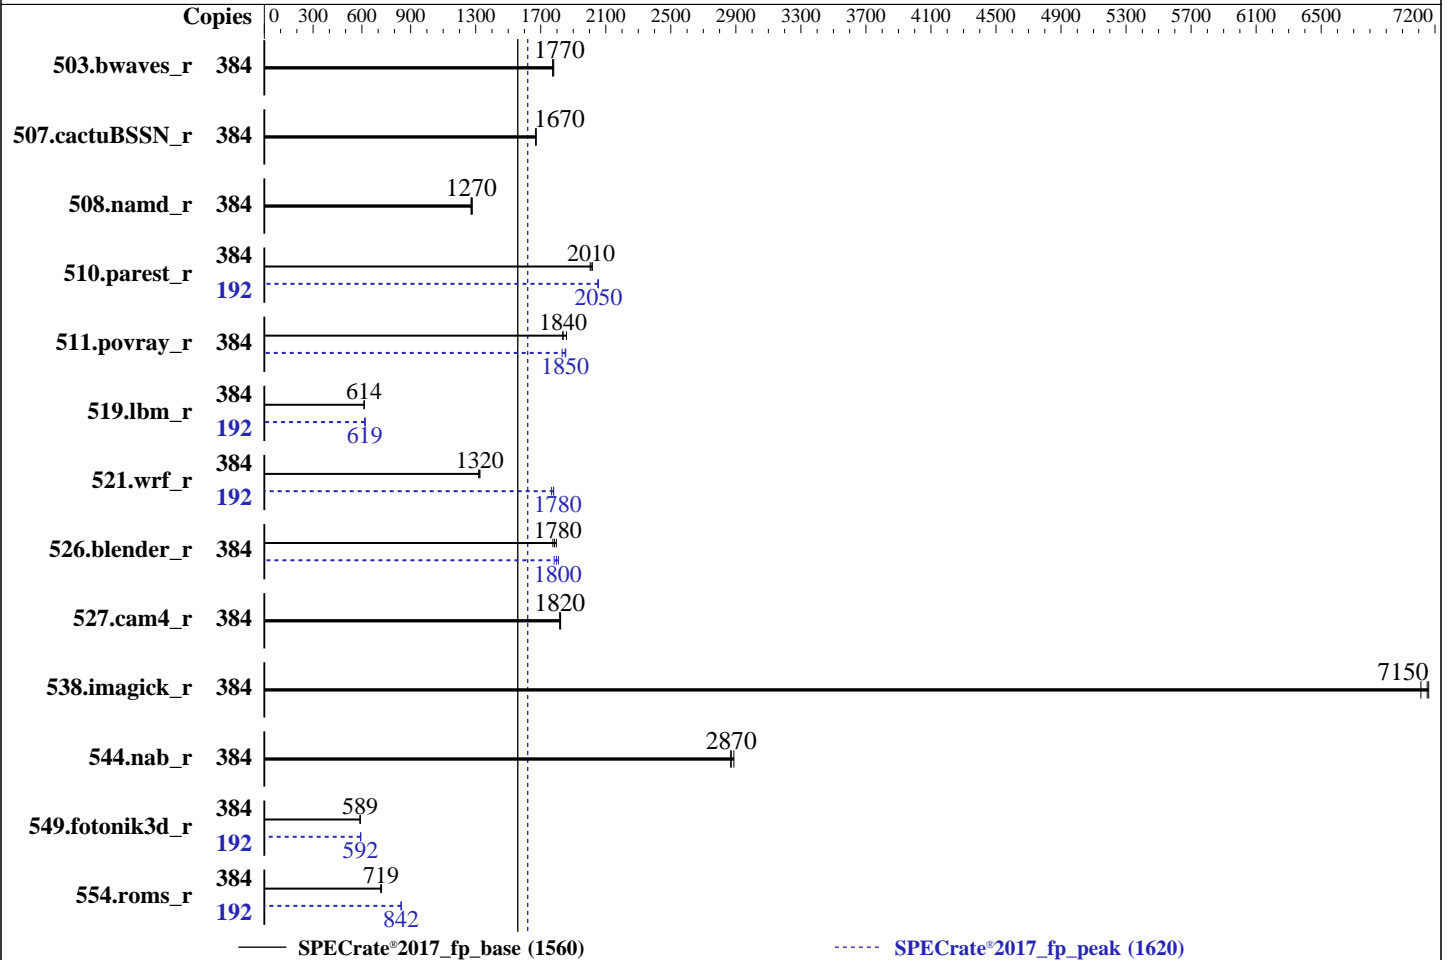 Copies 0 300 600 900 1300 1700 2100 2500 2900 3300 3700 4100 4500 4900 5300 5700 6100 6500 7200
503.bwaves_r 384 1770
507.cactuBSSN_r 384 1670
508.namd_r 384 1270
384 2010
510.parest_r
192 2050
1840
511.povray_r 384
1850
384 614
519.lbm_r
192 619
384 1320
521.wrf_r
192 1780
1780
526.blender_r 384
1800
527.cam4_r 384 1820
538.imagick_r 384 7150
544.nab_r 384 2870
384 589
549.fotonik3d_r
192 592
384 719
554.roms_r
192 842
SPECrate®2017_fp_base (1560) SPECrate®2017_fp_peak (1620)